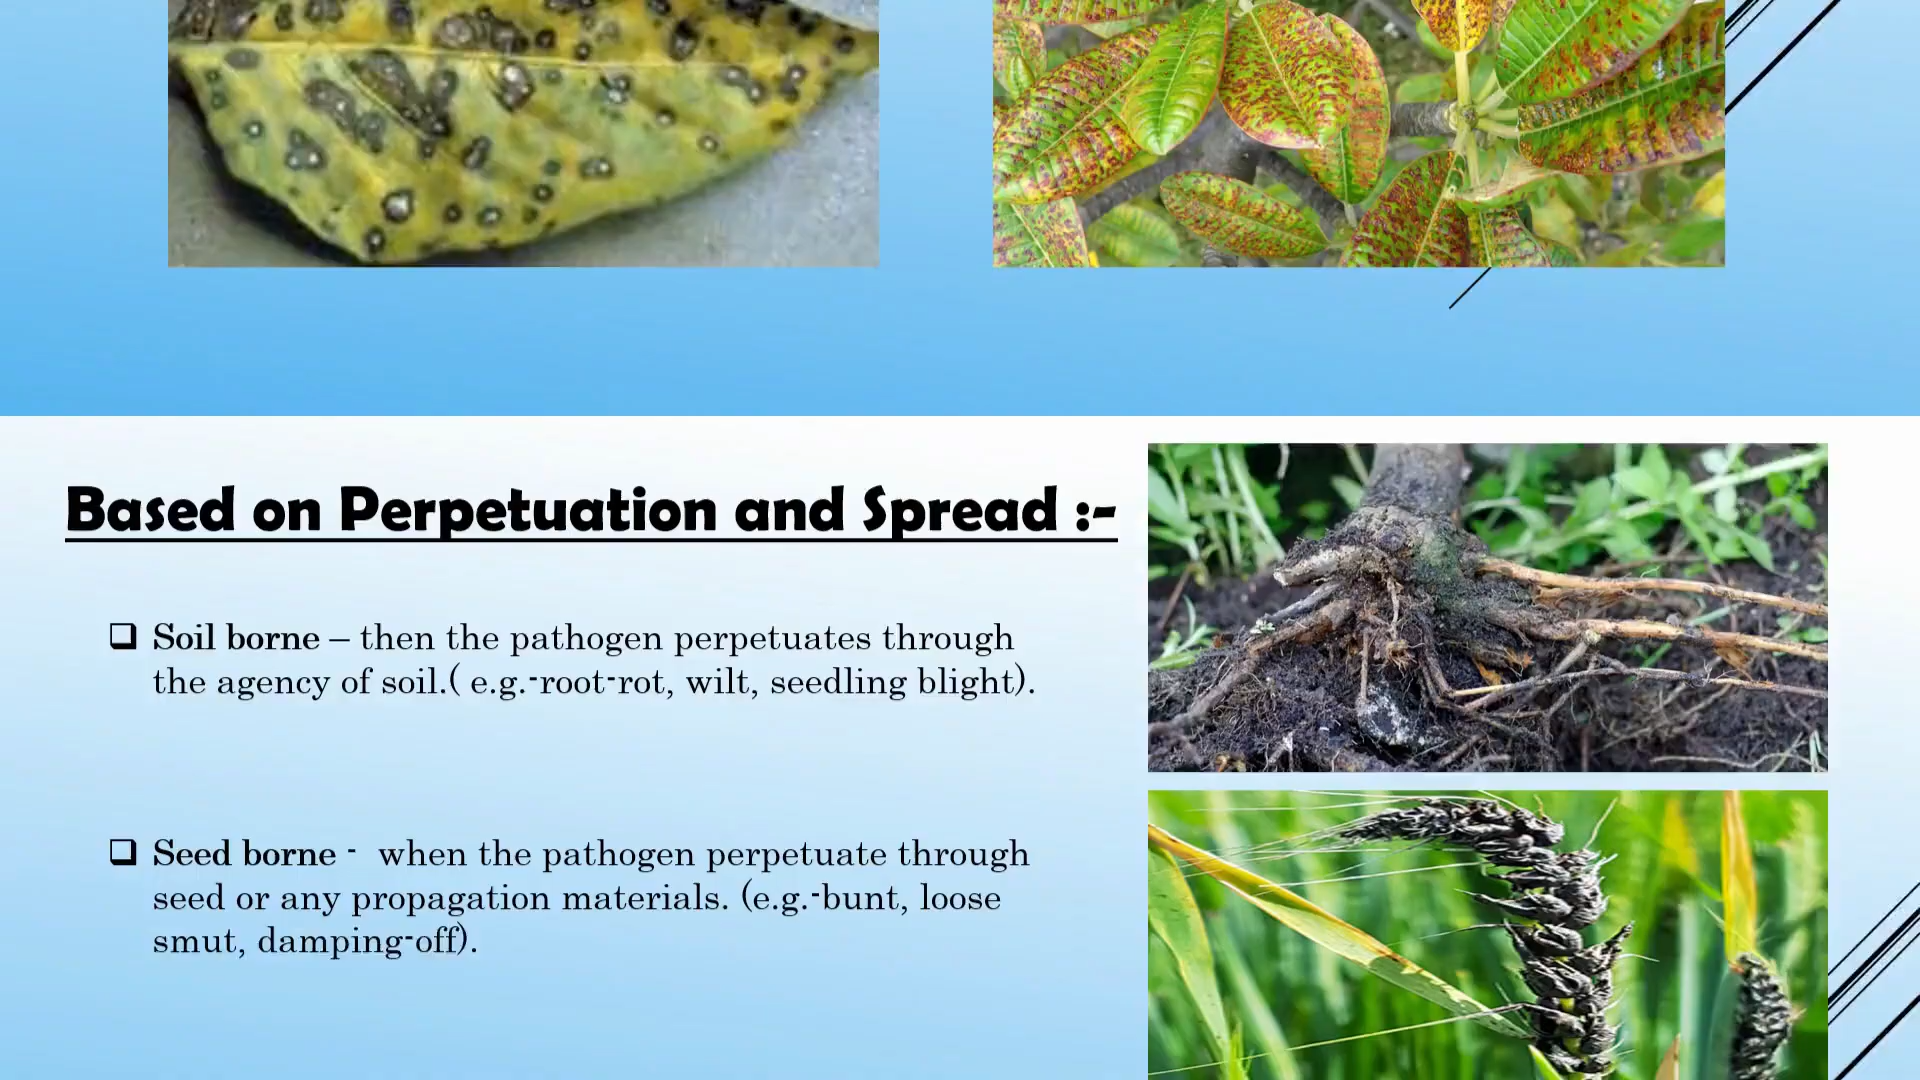 Based on Perpetuation and Spread :-
Soil borne – then the pathogen perpetuates through
the agency of soil.( e.g.-root-rot, wilt, seedling blight).
Seed borne -  when the pathogen perpetuate through
seed or any propagation materials. (e.g.-bunt, loose
smut, damping-off).